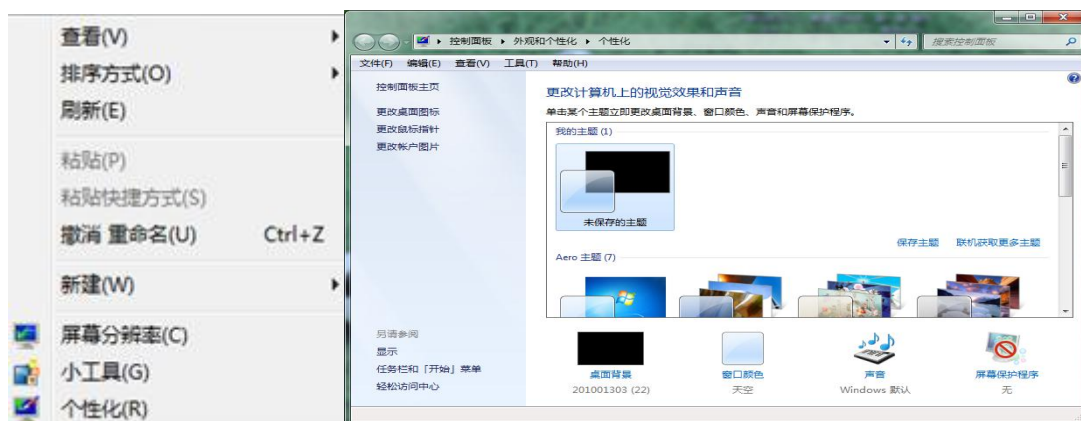 查看(V)
排序方式(O)
刷新(E)
粘贴(P)
粘贴快捷方式(S)
撤消 重命名(U) Ctrl+Z
新建(W)
屏幕分辨率(C)
小工具(G)
个性化(R)
控制面板 外观和个性化 个性化
搜索控制面板
文件(F) 编辑(E) 查看(V) 工具(T) 帮助(H)
控制面板主页
更改桌面图标
更改鼠标指针
更改帐户图片
另请参阅
显示
任务栏和「开始」菜单
轻松访问中心
更改计算机上的视觉效果和声音
单击某个主题立即更改桌面背景、窗口颜色、声音和屏幕保护程序。
我的主题 (1)
未保存的主题
保存主题 联机获取更多主题
Aero 主题 (7)
桌面背景
201001303 (22)
窗口颜色
天空
声音
Windows 默认
屏幕保护程序
无